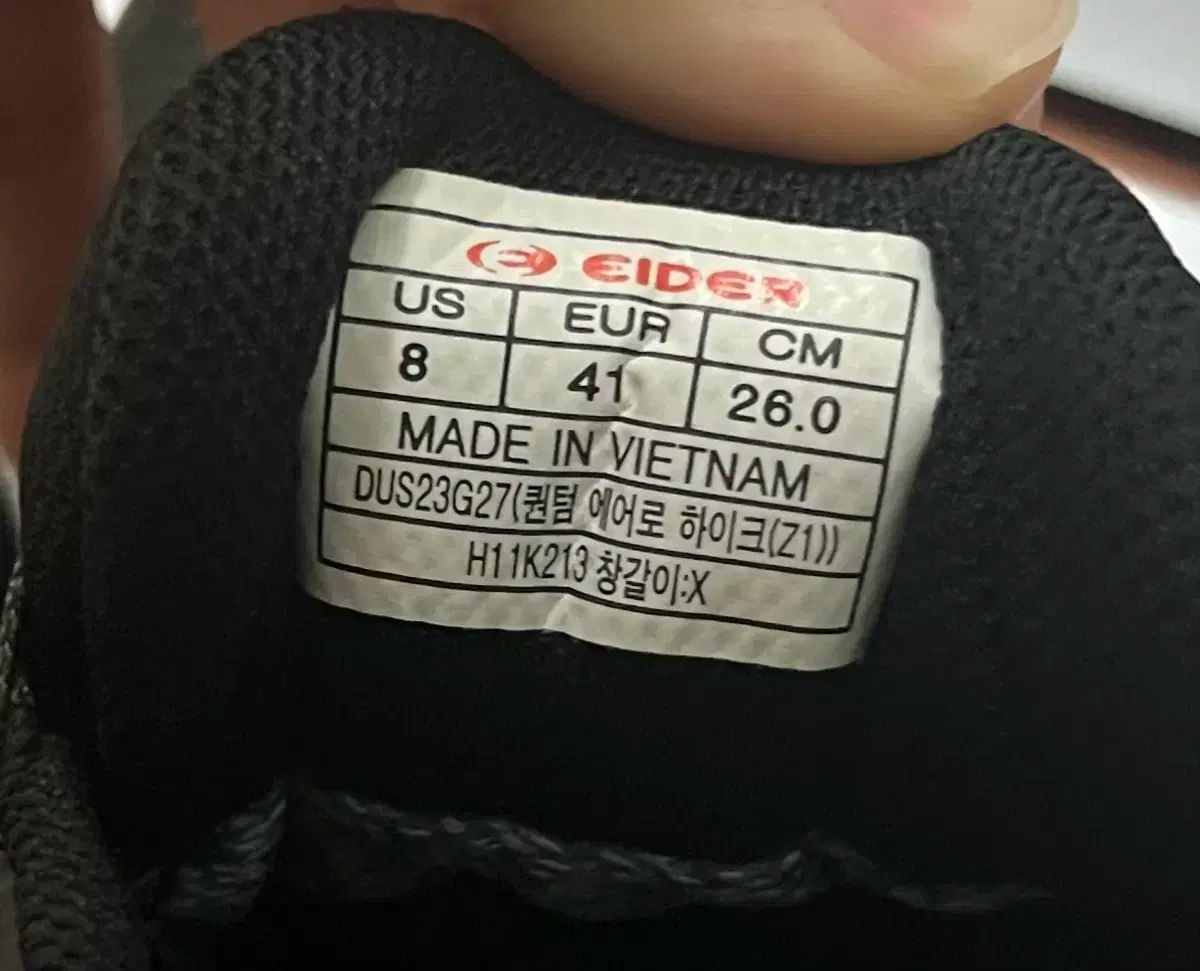 EIDER
US EUR CM
8 41 26.0
MADE IN VIETNAM
DUS23G27(퀀텀 에어로 하이크(Z1))
H11K213 창갈이:X